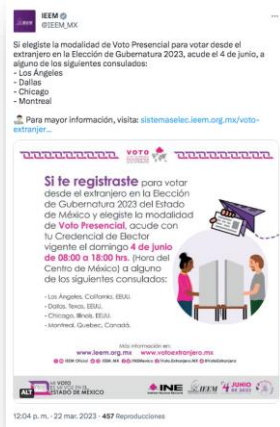 IEEM
@IEEM_MX
Si elegiste la modalidad de Voto Presencial para votar desde el
extranjero en la Elección de Gubernatura 2023, acude el 4 de junio, a
alguno de los siguientes consulados:
- Los Ángeles
- Dallas
- Chicago
- Montreal
Para mayor información, visita: sistemaselec.ieem.org.mx/voto-
extranjer...
VOTO
Si te registraste para votar
desde el extranjero en la Elección
de Gubernatura 2023 del Estado
de México y elegiste la modalidad
de Voto Presencial, acude con
tu Credencial de Elector
vigente el domingo 4 de junio
de 08:00 a 18:00 hrs. (Hora del
Centro de México) a alguno
de los siguientes consulados:
- Los Ángeles, California, EEUU.
- Dallas, Texas, EEUU.
- Chicago, Illinois, EEUU.
- Montreal, Quebec, Canadá.
Más información en:
www.ieem.org.mx www.votoextranjero.mx
ALT
ESTADO DE MÉXICO
INE
IEEM
4 JUNIO
12:04 p. m. · 22 mar. 2023 · 457 Reproducciones